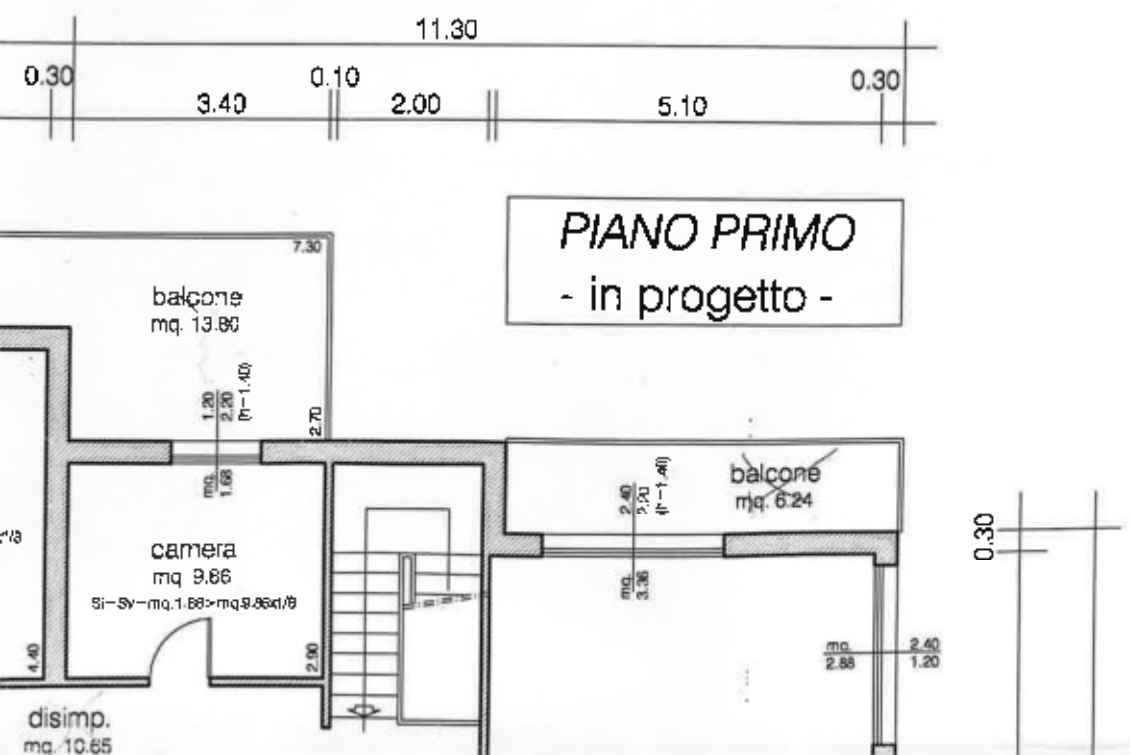 11.30
0.30
0.10
0.30
3.40
2.00
5.10
PIANO PRIMO
- in progetto -
7.30
balcone
mq. 13.80
1.20
2.20
(h=1.40)
2.70
mq.
1.68
balcone
mq. 6.24
2.40
2.20
(h=1.40)
mq.
3.36
0.30
camera
mq 9.86
Si=Sv=mq.1.68>mq.9.86x1/8
4.40
2.90
mq.
2.88
2.40
1.20
disimp.
mq. 10.65